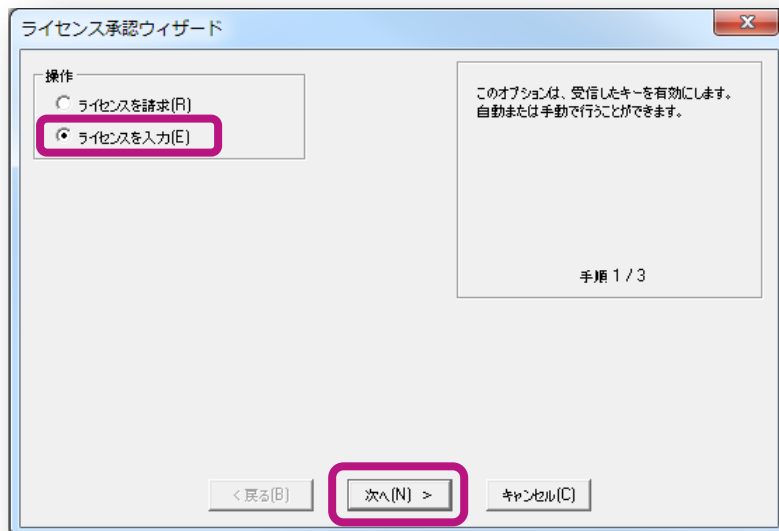 ライセンス承認ウィザード
操作
ライセンスを請求(R)
ライセンスを入力(E)
このオプションは、受信したキーを有効にします。
自動または手動で行うことができます。
手順 1 / 3
< 戻る(B)
次へ(N) >
キャンセル(C)